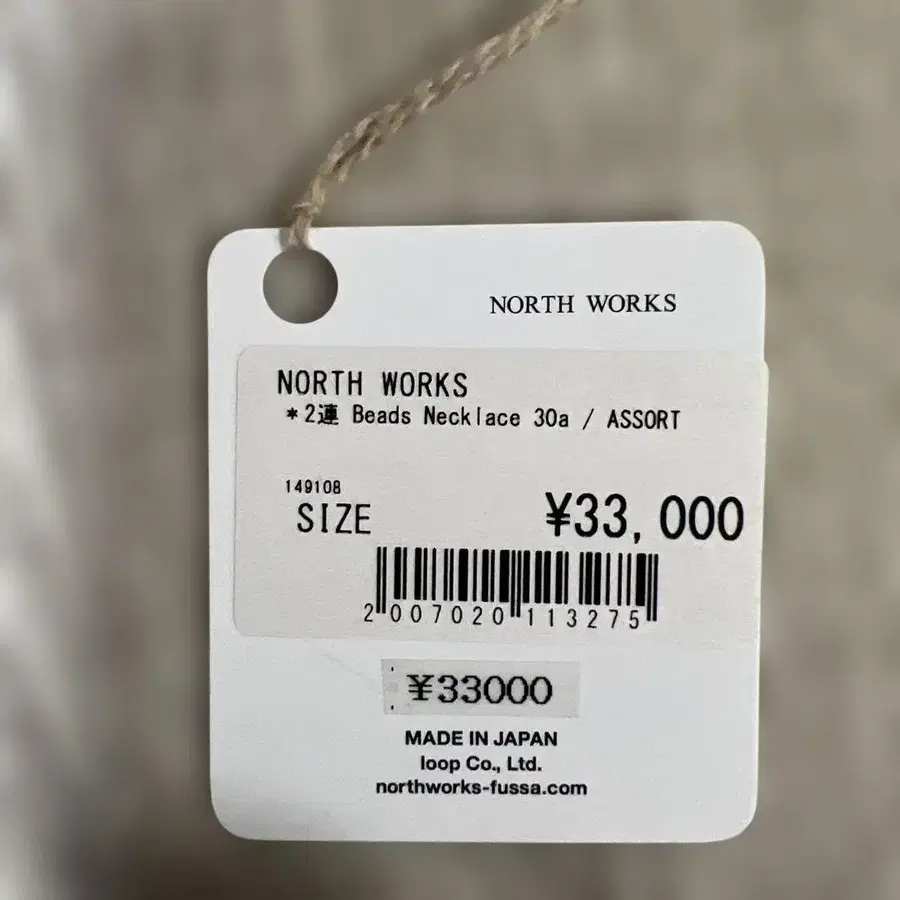 NORTH WORKS
NORTH WORKS
*2連 Beads Necklace 30a / ASSORT
149108
SIZE
¥33,000
2007020113275
¥33000
MADE IN JAPAN
loop Co., Ltd.
northworks-fussa.com